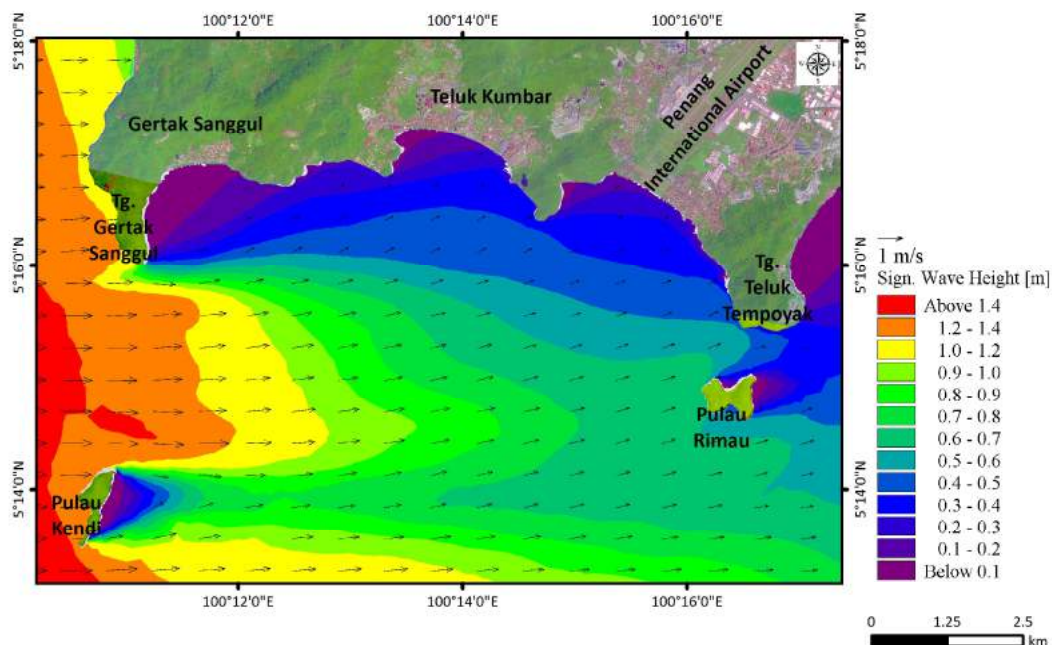 100°12'0"E 100°14'0"E 100°16'0"E
5°18'0"N
5°18'0"N
Teluk Kumbar
Gertak Sanggul
Penang
International Airport
Tg.
Gertak
Sanggul
5°16'0"N
5°16'0"N
Tg.
Teluk
Tempoyak
Pulau
Rimau
5°14'0"N
5°14'0"N
Pulau
Kendi
100°12'0"E 100°14'0"E 100°16'0"E
1 m/s
Sign. Wave Height [m]
Above 1.4
1.2 - 1.4
1.0 - 1.2
0.9 - 1.0
0.8 - 0.9
0.7 - 0.8
0.6 - 0.7
0.5 - 0.6
0.4 - 0.5
0.3 - 0.4
0.2 - 0.3
0.1 - 0.2
Below 0.1
0 1.25 2.5
km